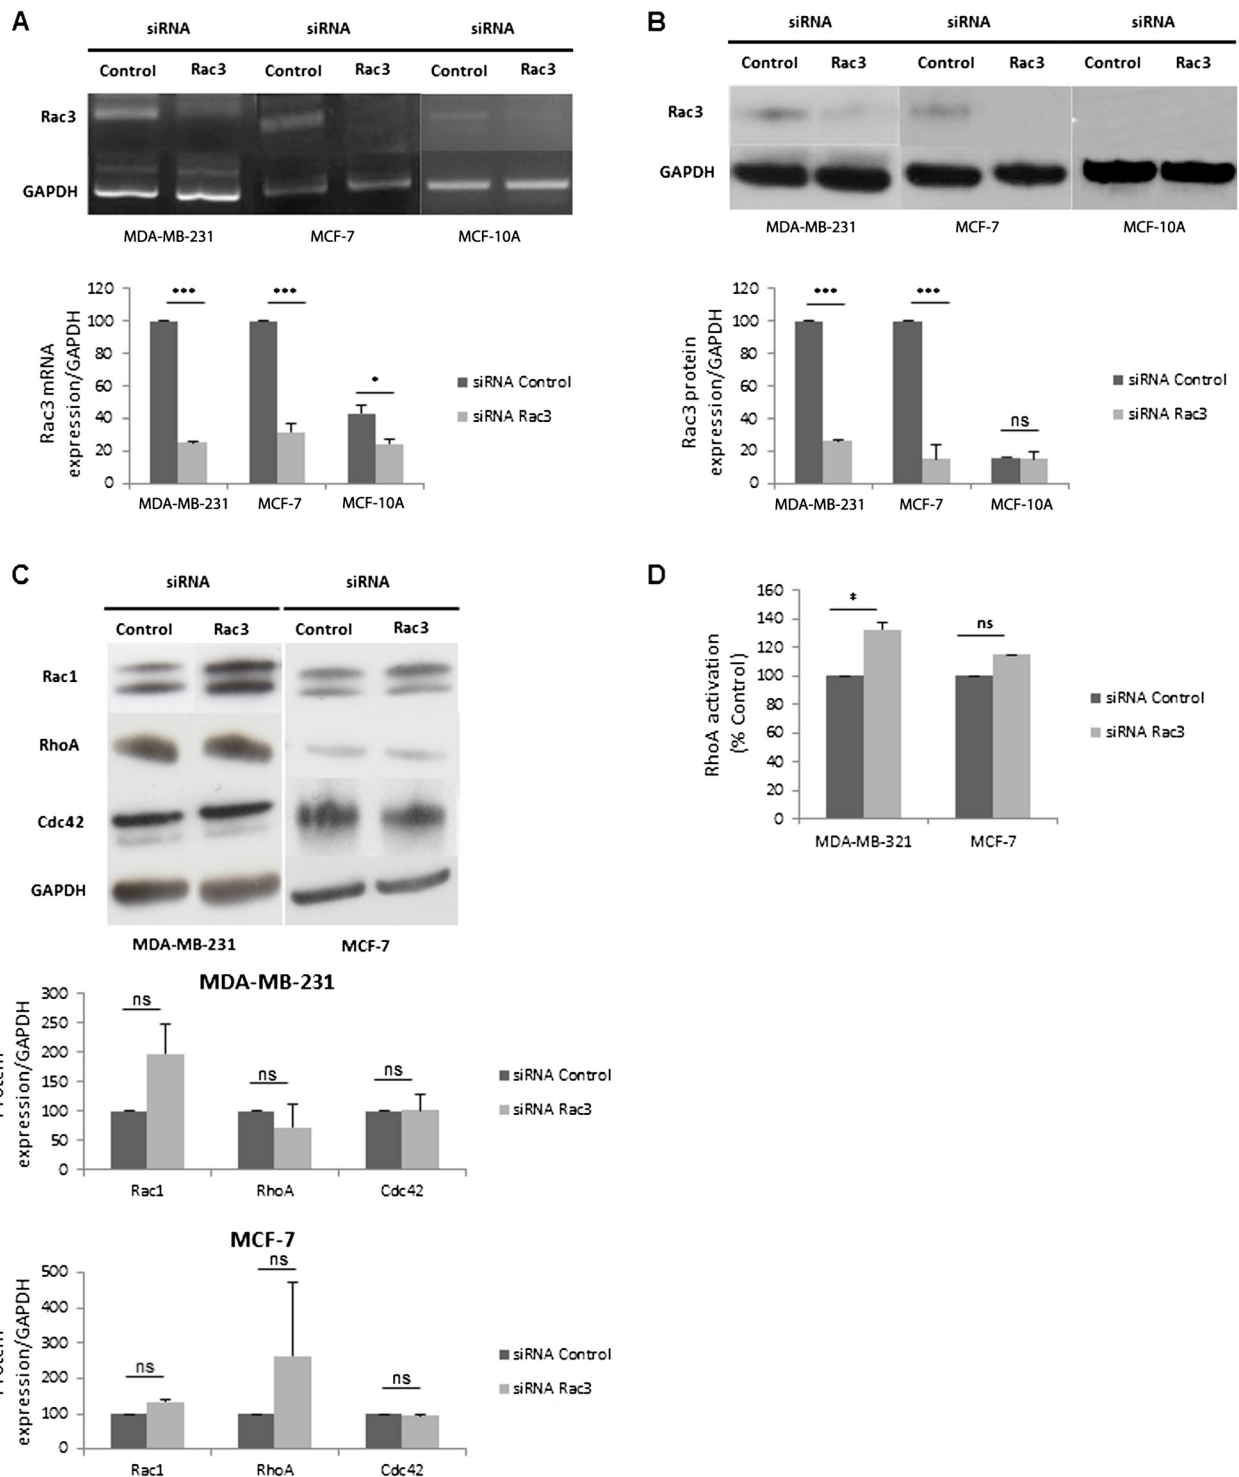 A
siRNA siRNA siRNA
Control Rac3 Control Rac3 Control Rac3
Rac3
GAPDH
MDA-MB-231 MCF-7 MCF-10A
120
100
80
60
40
20
0
Rac3 mRNA
expression/GAPDH
*** *** *
MDA-MB-231 MCF-7 MCF-10A
siRNA Control
siRNA Rac3
B
siRNA siRNA siRNA
Control Rac3 Control Rac3 Control Rac3
Rac3
GAPDH
MDA-MB-231 MCF-7 MCF-10A
120
100
80
60
40
20
0
Rac3 protein
expression/GAPDH
*** *** ns
MDA-MB-231 MCF-7 MCF-10A
siRNA Control
siRNA Rac3
C
siRNA siRNA
Control Rac3 Control Rac3
Rac1
RhoA
Cdc42
GAPDH
MDA-MB-231 MCF-7
MDA-MB-231
300
250
200
150
100
50
0
expression/GAPDH
ns ns ns
Rac1 RhoA Cdc42
siRNA Control
siRNA Rac3
MCF-7
500
400
300
200
100
0
expression/GAPDH
ns ns ns
Rac1 RhoA Cdc42
siRNA Control
siRNA Rac3
D
160
140
120
100
80
60
40
20
0
RhoA activation
(% Control)
* ns
MDA-MB-321 MCF-7
siRNA Control
siRNA Rac3